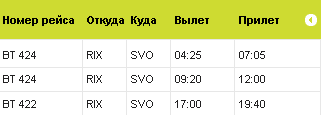 Номер рейса Откуда Куда Вылет Прилет
BT 424 RIX SVO 04:25 07:05
BT 424 RIX SVO 09:20 12:00
BT 422 RIX SVO 17:00 19:40